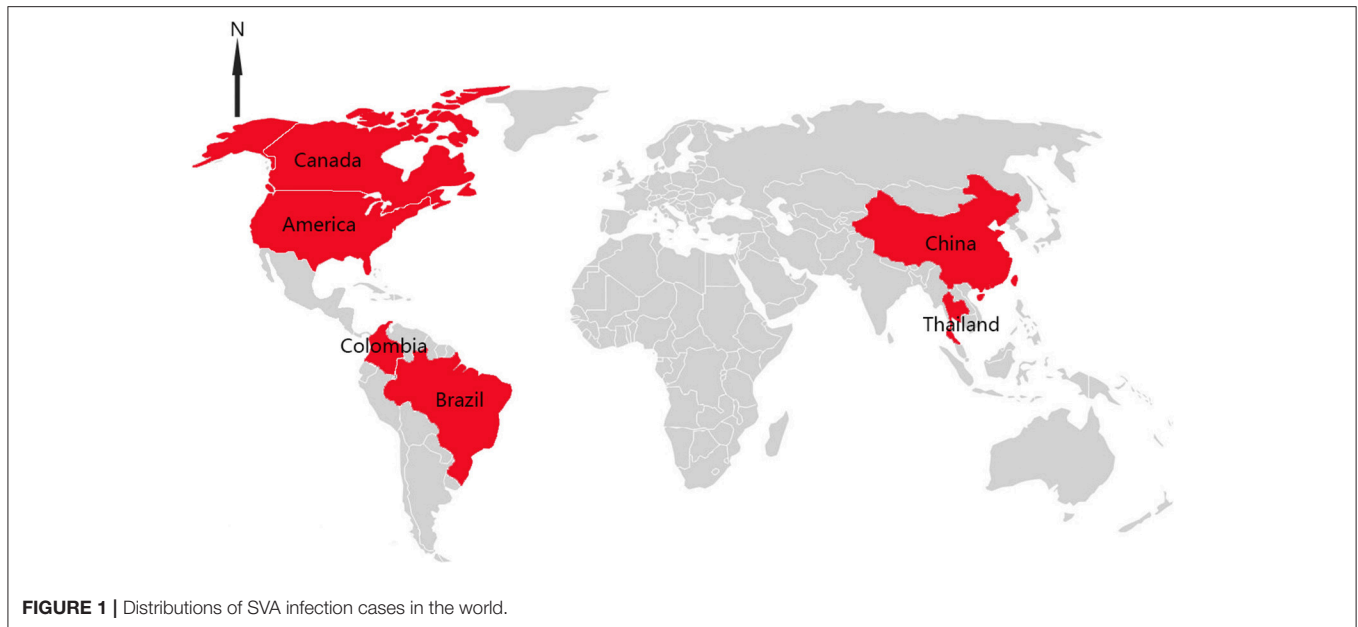 N
Canada
America
China
Thailand
Colombia
Brazil
FIGURE 1 | Distributions of SVA infection cases in the world.